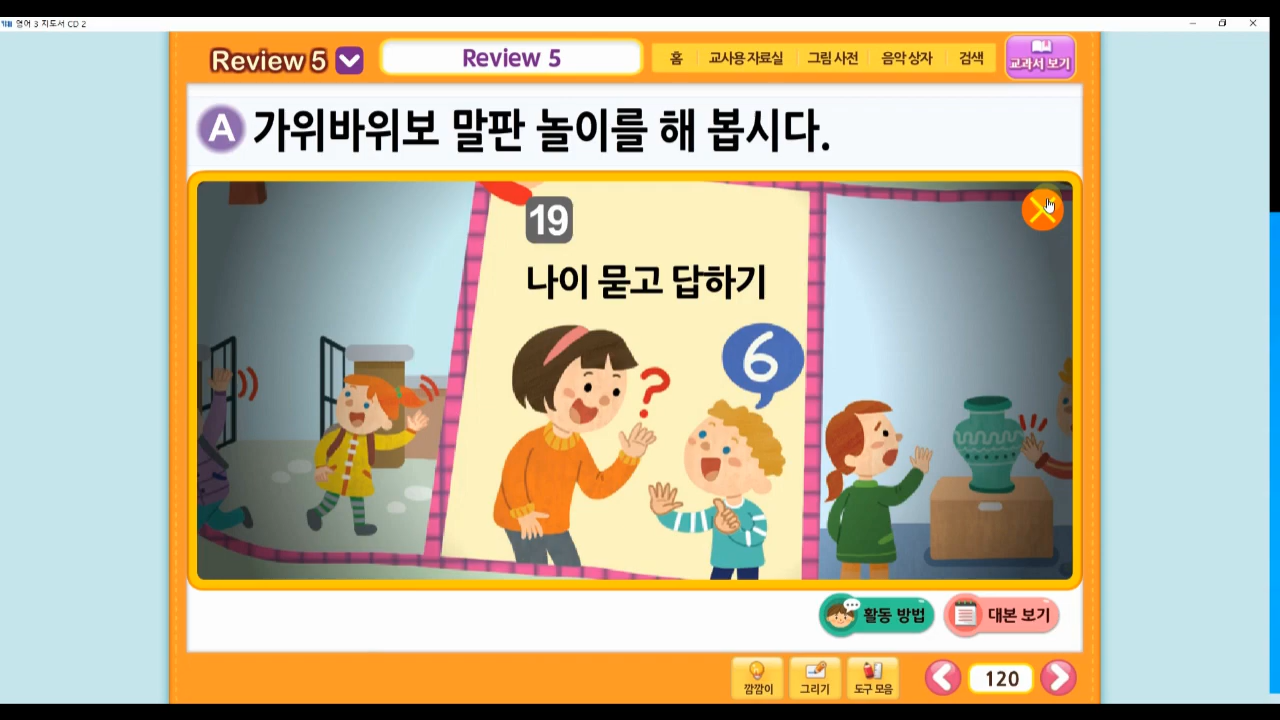 영어 3 지도서 CD 2
Review 5
Review 5
홈
교사용 자료실
그림 사전
음악 상자
검색
교과서 보기
A 가위바위보 말판 놀이를 해 봅시다.
19
나이 묻고 답하기
?
6
활동 방법
대본 보기
깜깜이
그리기
도구 모음
120